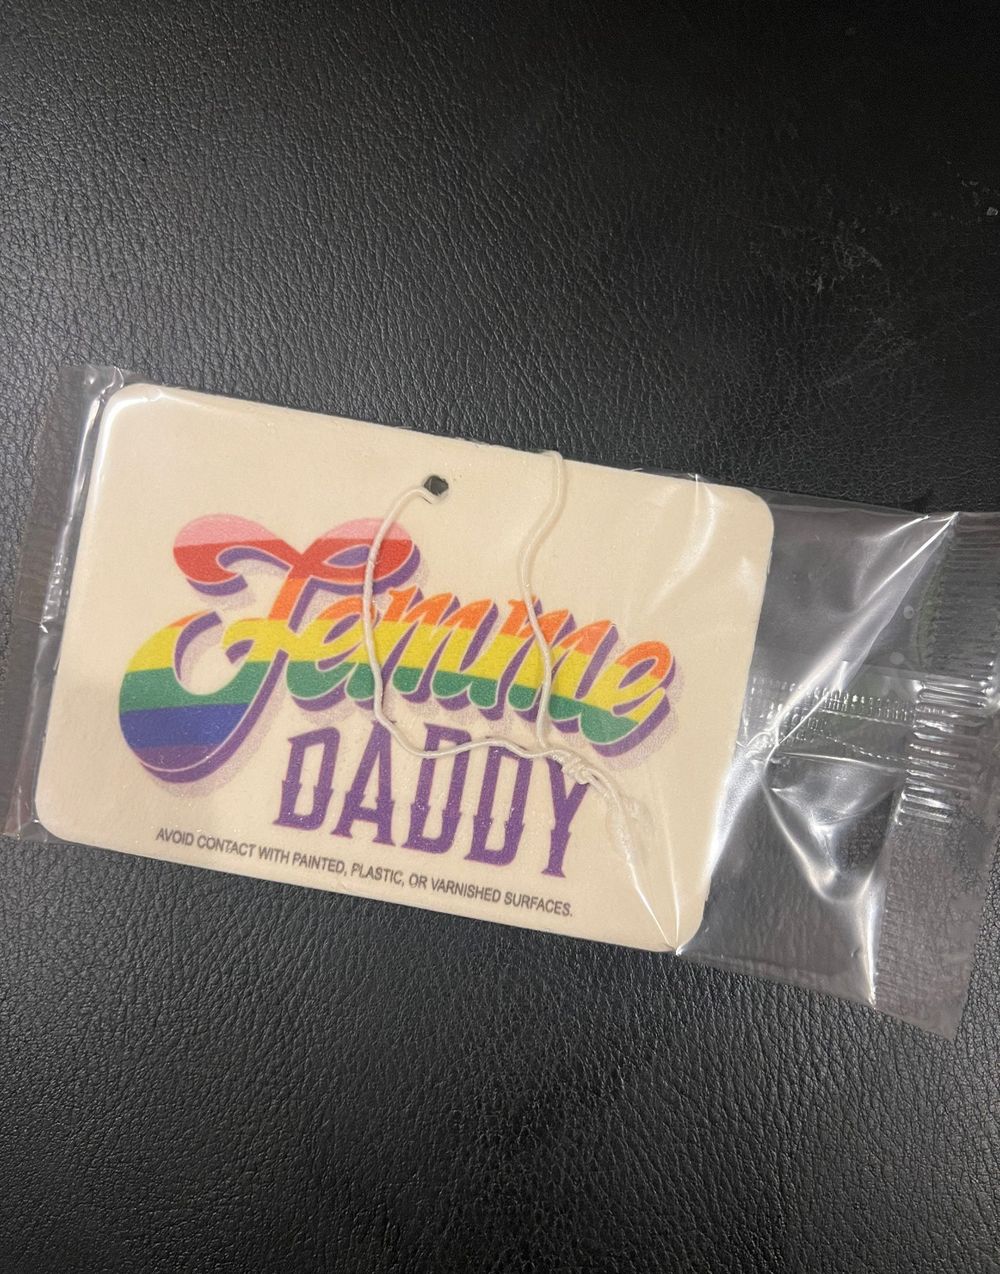 Femme
DADDY
AVOID CONTACT WITH PAINTED, PLASTIC, OR VARNISHED SURFACES.